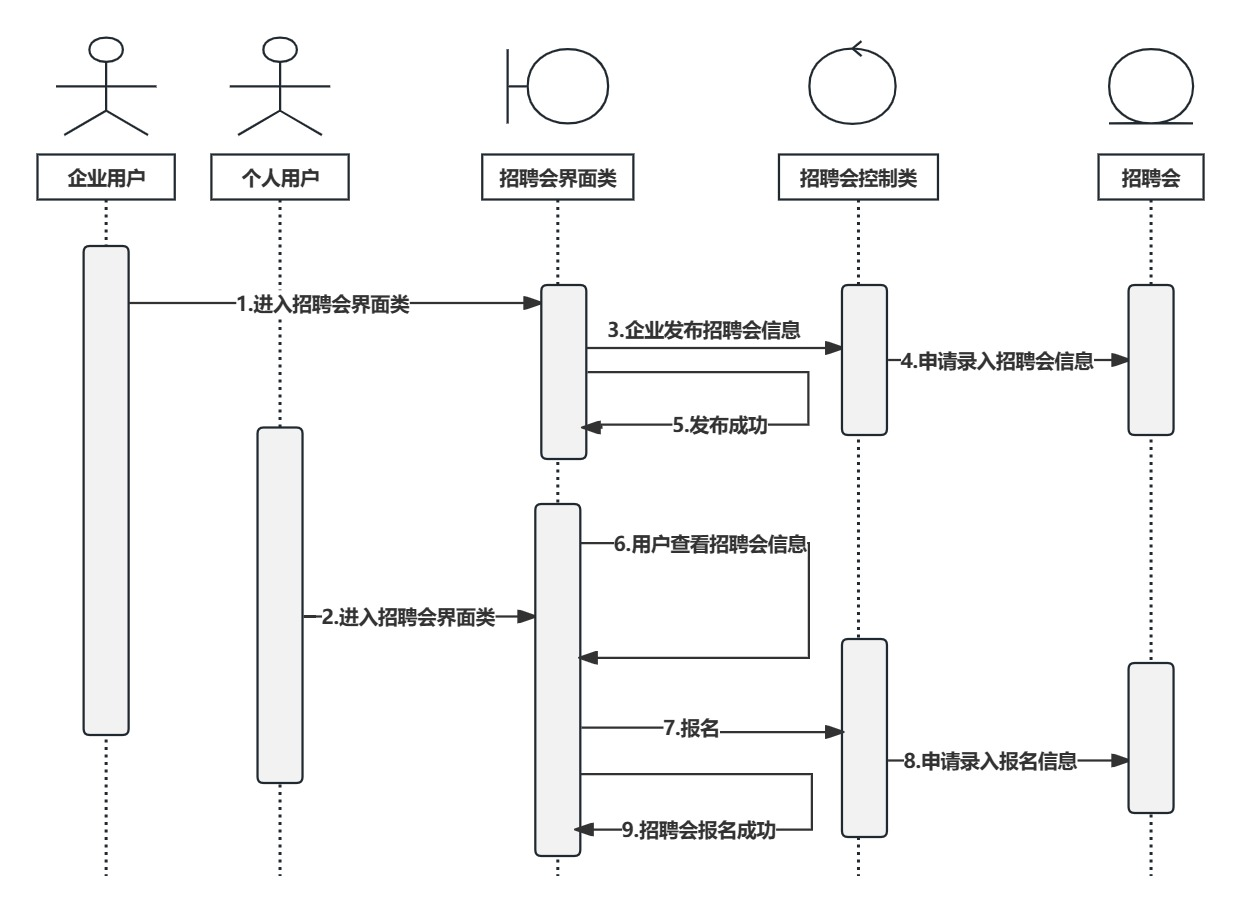 企业用户
个人用户
招聘会界面类
招聘会控制类
招聘会
1.进入招聘会界面类
3.企业发布招聘会信息
4.申请录入招聘会信息
5.发布成功
6.用户查看招聘会信息
2.进入招聘会界面类
7.报名
8.申请录入报名信息
9.招聘会报名成功